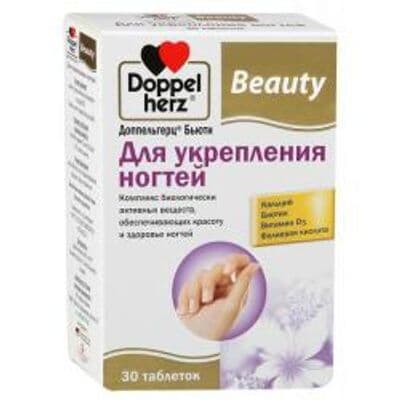 Doppel
herz®
Beauty
Доппельгерц® Бьюти
Для укрепления
ногтей
Комплекс биологически
активных веществ,
обеспечивающих красоту
и здоровье ногтей
Кальций
Биотин
Витамин D₃
Фолиевая кислота
30 таблеток